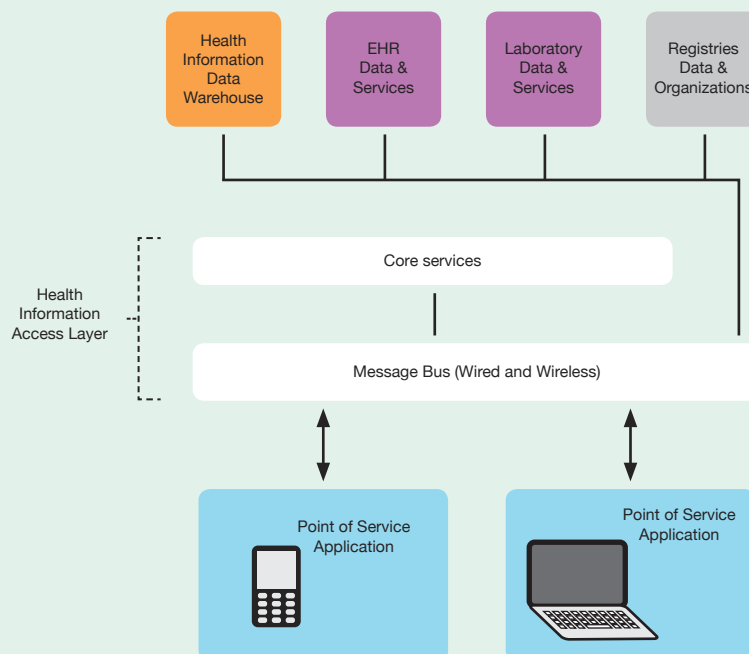 Health
Information
Data
Warehouse
EHR
Data &
Services
Laboratory
Data &
Services
Registries
Data &
Organizations
Core services
Health
Information
Access Layer
Message Bus (Wired and Wireless)
Point of Service
Application
Point of Service
Application